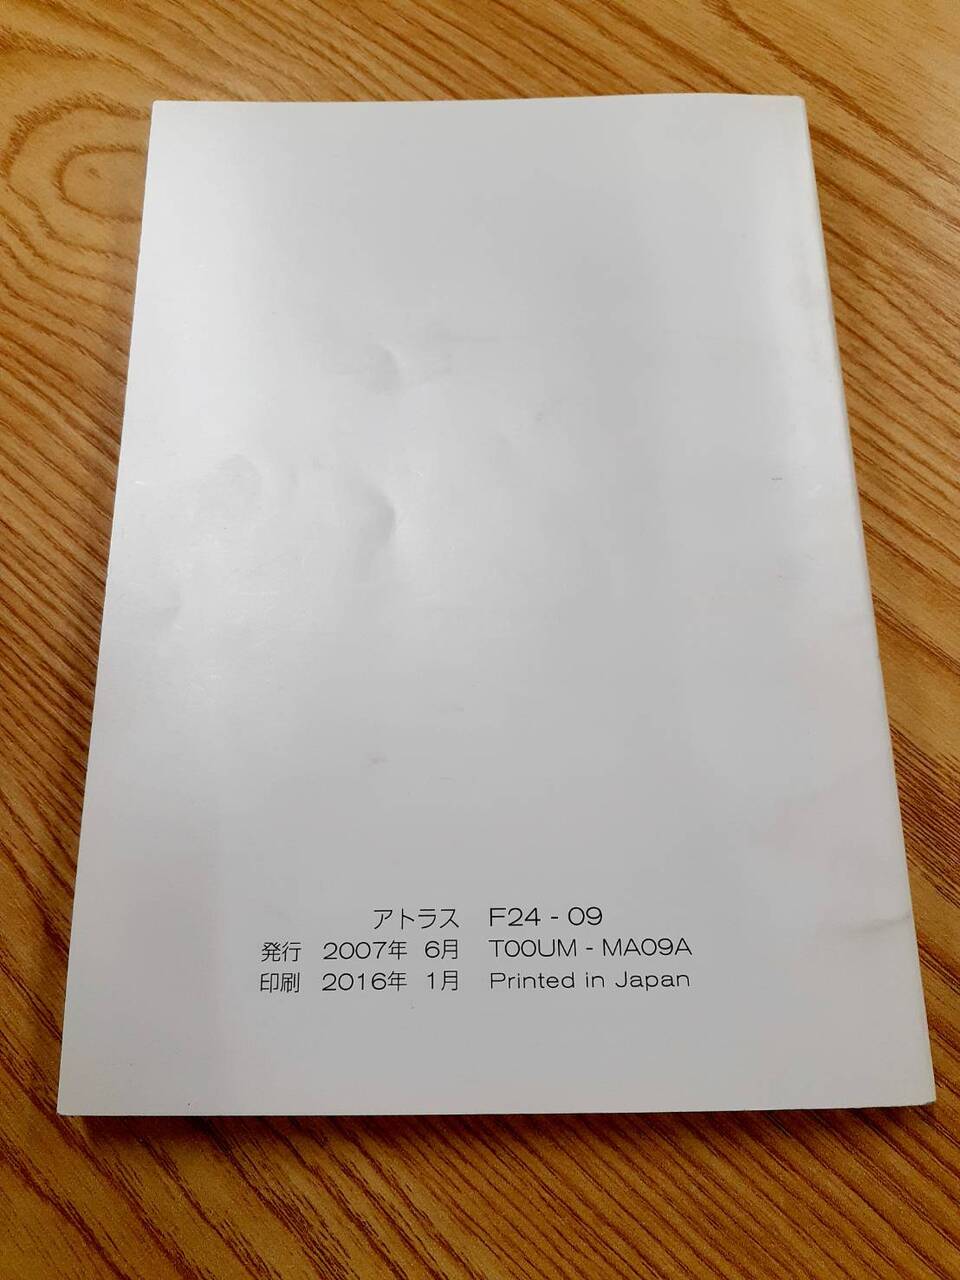 アトラス F24 - 09
発行 2007年 6月 T00UM - MA09A
印刷 2016年 1月 Printed in Japan